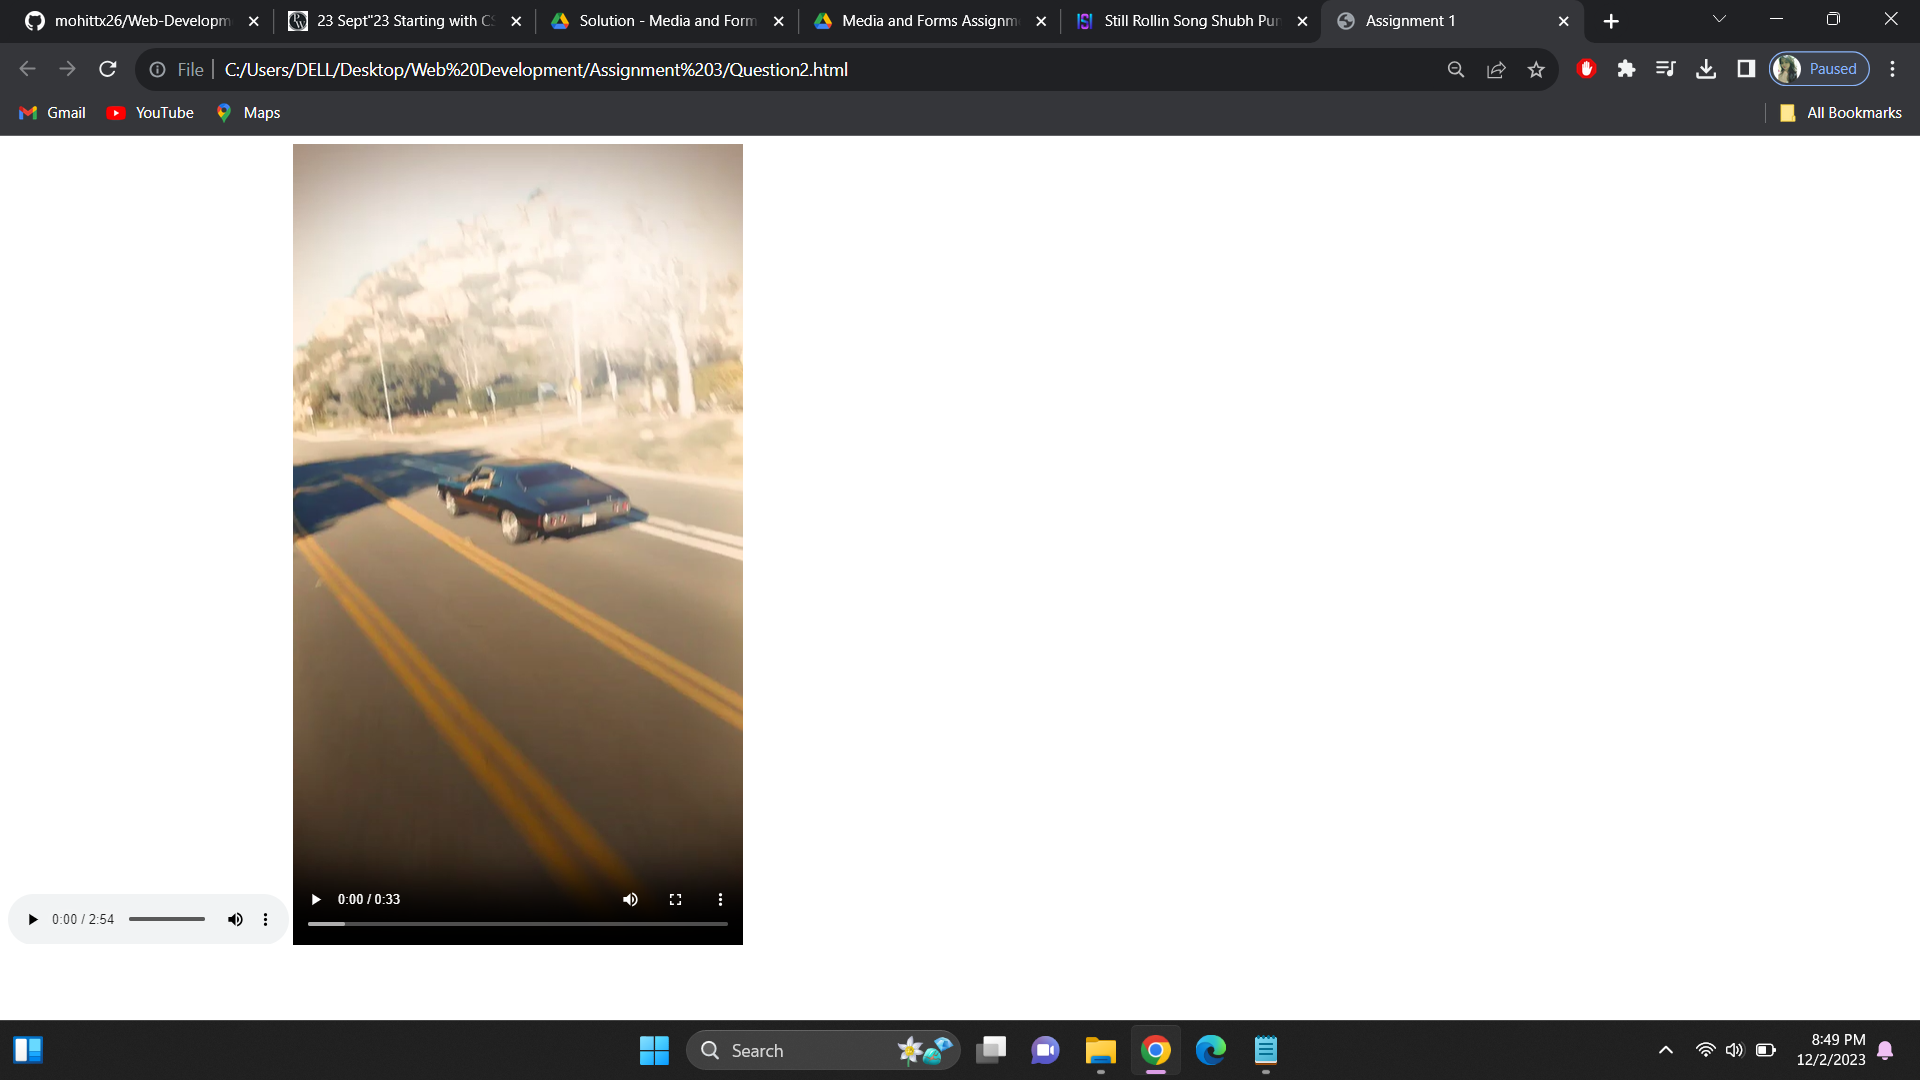 mohittx26/Web-Developm
23 Sept"23 Starting with CS
Solution - Media and Form
Media and Forms Assignm
Still Rollin Song Shubh Pun
Assignment 1
File
C:/Users/DELL/Desktop/Web%20Development/Assignment%203/Question2.html
Paused
Gmail
YouTube
Maps
All Bookmarks
0:00 / 0:33
0:00 / 2:54
Search
8:49 PM
12/2/2023